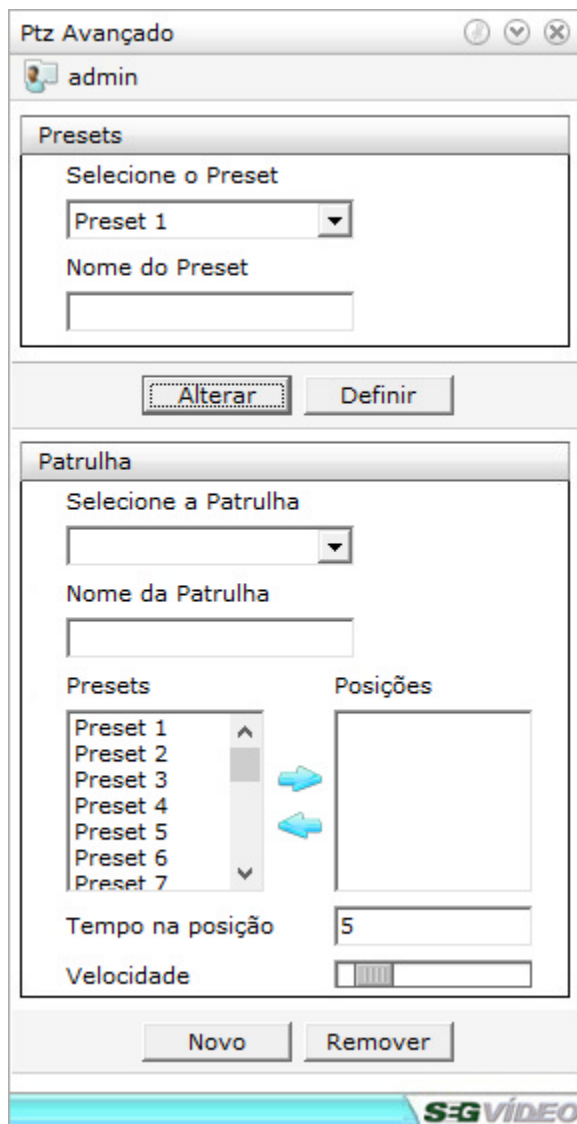 Ptz Avançado
admin
Presets
Selecione o Preset
Preset 1
Nome do Preset
Alterar
Definir
Patrulha
Selecione a Patrulha
Nome da Patrulha
Presets
Posições
Preset 1
Preset 2
Preset 3
Preset 4
Preset 5
Preset 6
Preset 7
Tempo na posição
5
Velocidade
Novo
Remover
SEGVÍDEO